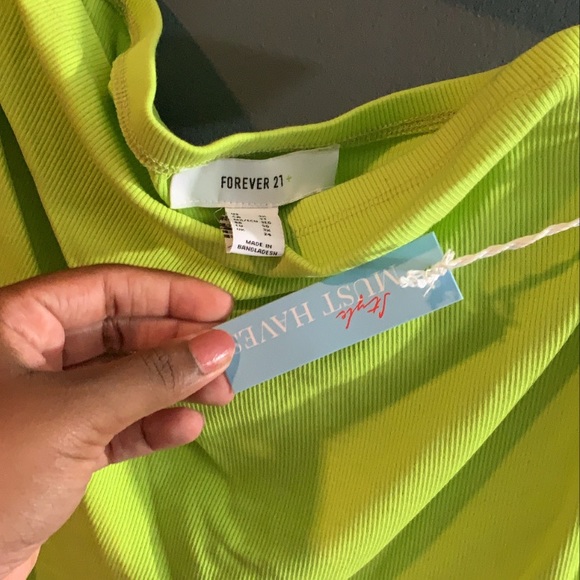 FOREVER 21+
MADE IN
BANGLADESH
Style
MUST HAVES